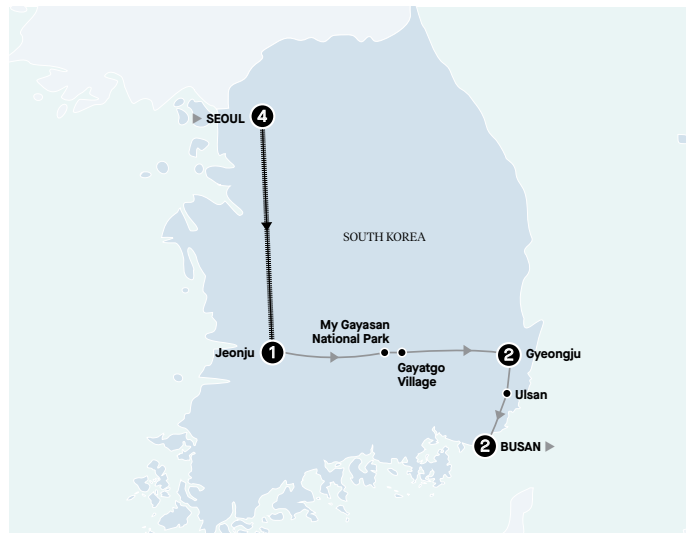 SEOUL 4
SOUTH KOREA
My Gayasan
National Park
Jeonju 1
2 Gyeongju
Gayatgo
Village
Ulsan
2 BUSAN